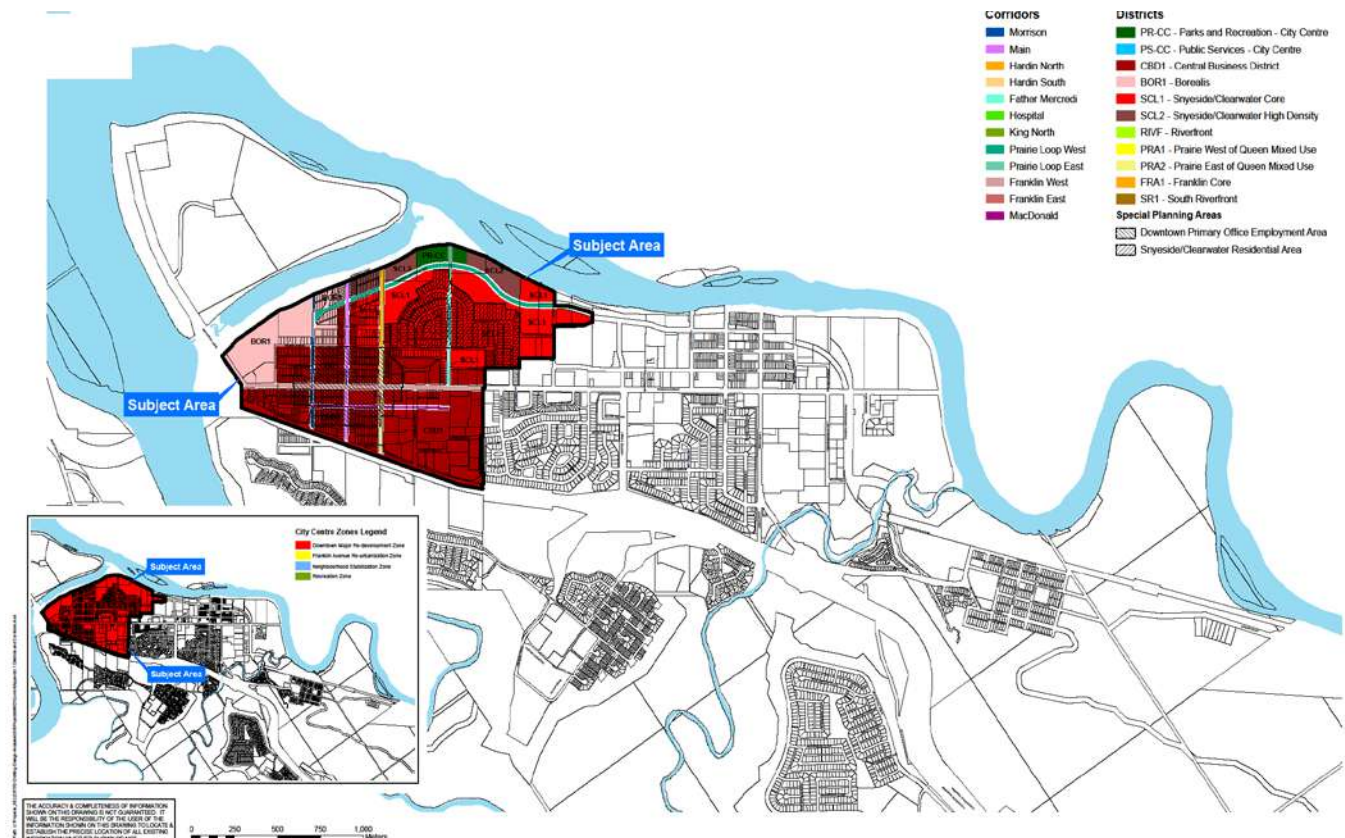 Corridors
Morrison
Main
Hardin North
Hardin South
Father Mercredi
Hospital
King North
Prairie Loop West
Prairie Loop East
Franklin West
Franklin East
MacDonald
Districts
PR-CC - Parks and Recreation - City Centre
PS-CC - Public Services - City Centre
CBD1 - Central Business District
BOR1 - Borealis
SCL1 - Snyeside/Clearwater Core
SCL2 - Snyeside/Clearwater High Density
RIVF - Riverfront
PRA1 - Prairie West of Queen Mixed Use
PRA2 - Prairie East of Queen Mixed Use
FRA1 - Franklin Core
SR1 - South Riverfront
Special Planning Areas
Downtown Primary Office Employment Area
Snyeside/Clearwater Residential Area
Subject Area
PR-CC
SCL2
SCL2
SCL1
SCL1
SCL1
SCL1
BOR1
CBD1
Subject Area
City Centre Zones Legend
Downtown Major Re-development Zone
Franklin Avenue Re-urbanization Zone
Neighbourhood Stabilization Zone
Recreation Zone
Subject Area
Subject Area
THE ACCURACY & COMPLETENESS OF INFORMATION
SHOWN ON THIS DRAWING IS NOT GUARANTEED. IT
WILL BE THE RESPONSIBILITY OF THE USER OF THE
INFORMATION SHOWN ON THIS DRAWING TO LOCATE &
ESTABLISH THE PRECISE LOCATION OF ALL EXISTING
0 250 500 750 1,000
Meters